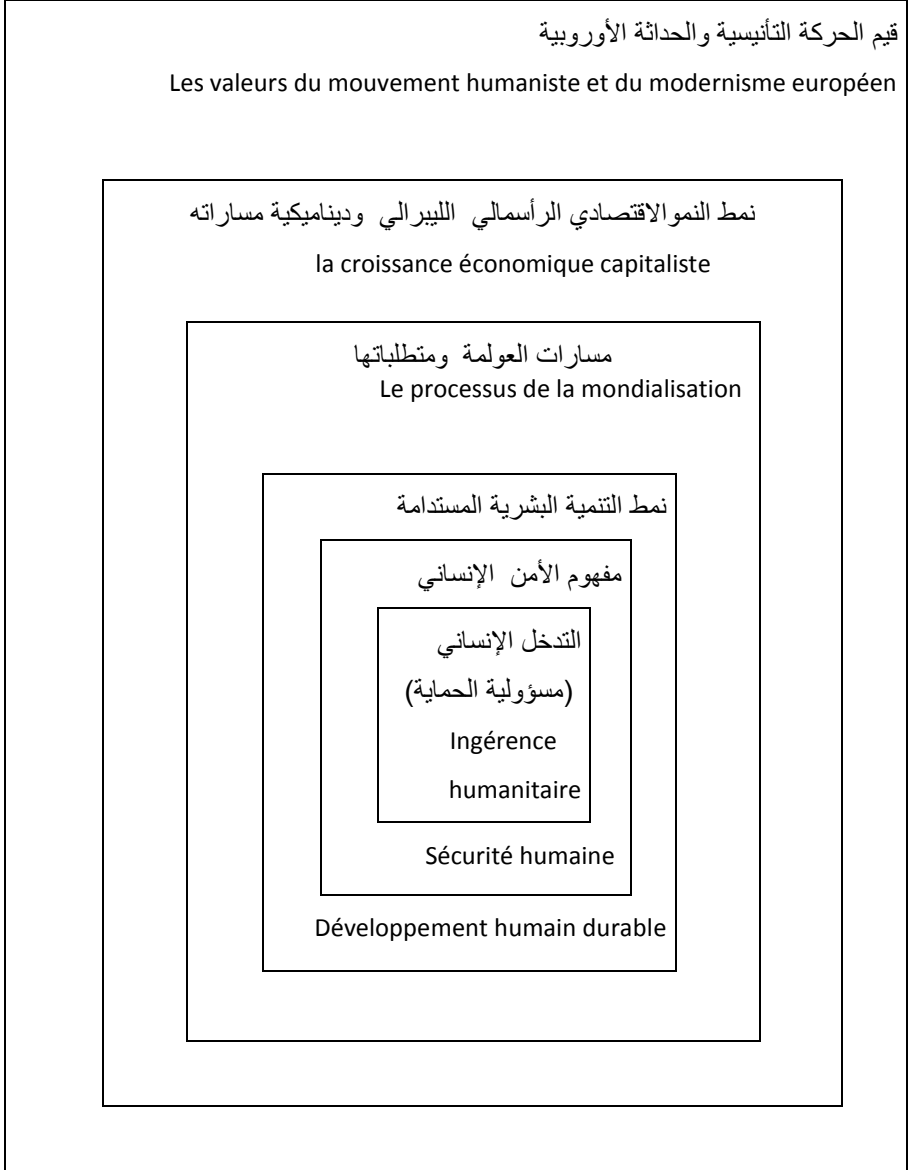 قيم الحركة التأنيسية والحداثة الأوروبية
Les valeurs du mouvement humaniste et du modernisme européen
نمط النموالاقتصادي الرأسمالي الليبرالي وديناميكية مساراته
la croissance économique capitaliste
مسارات العولمة ومتطلباتها
Le processus de la mondialisation
نمط التنمية البشرية المستدامة
مفهوم الأمن الإنساني
التدخل الإنساني
(مسؤولية الحماية)
Ingérence
humanitaire
Sécurité humaine
Développement humain durable